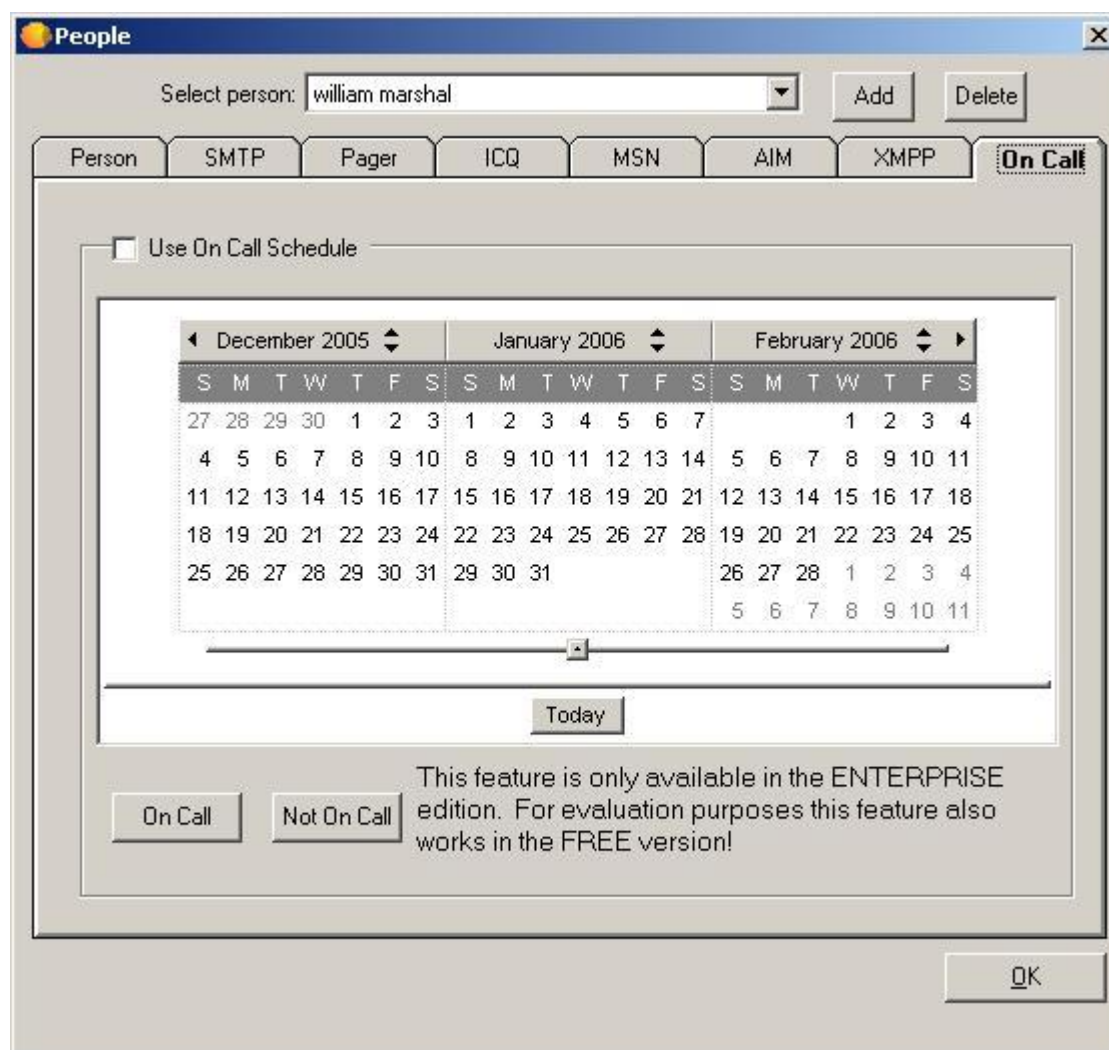 People
Select person: william marshal Add Delete
Person SMTP Pager ICQ MSN AIM XMPP On Call
Use On Call Schedule
December 2005 January 2006 February 2006
S M T W T F S S M T W T F S S M T W T F S
27 28 29 30 1 2 3 1 2 3 4 5 6 7 1 2 3 4
4 5 6 7 8 9 10 8 9 10 11 12 13 14 5 6 7 8 9 10 11
11 12 13 14 15 16 17 15 16 17 18 19 20 21 12 13 14 15 16 17 18
18 19 20 21 22 23 24 22 23 24 25 26 27 28 19 20 21 22 23 24 25
25 26 27 28 29 30 31 29 30 31 26 27 28 1 2 3 4
5 6 7 8 9 10 11
Today
On Call Not On Call
This feature is only available in the ENTERPRISE
edition. For evaluation purposes this feature also
works in the FREE version!
OK